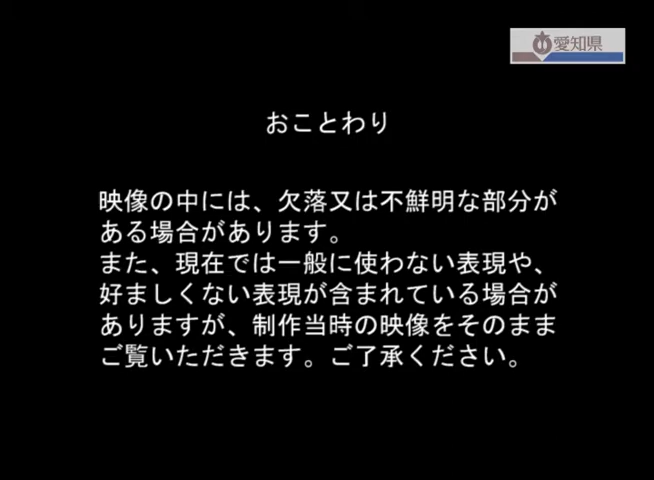 愛知県
おことわり
映像の中には、欠落又は不鮮明な部分が
ある場合があります。
また、現在では一般に使わない表現や、
好ましくない表現が含まれている場合が
ありますが、制作当時の映像をそのまま
ご覧いただきます。ご了承ください。